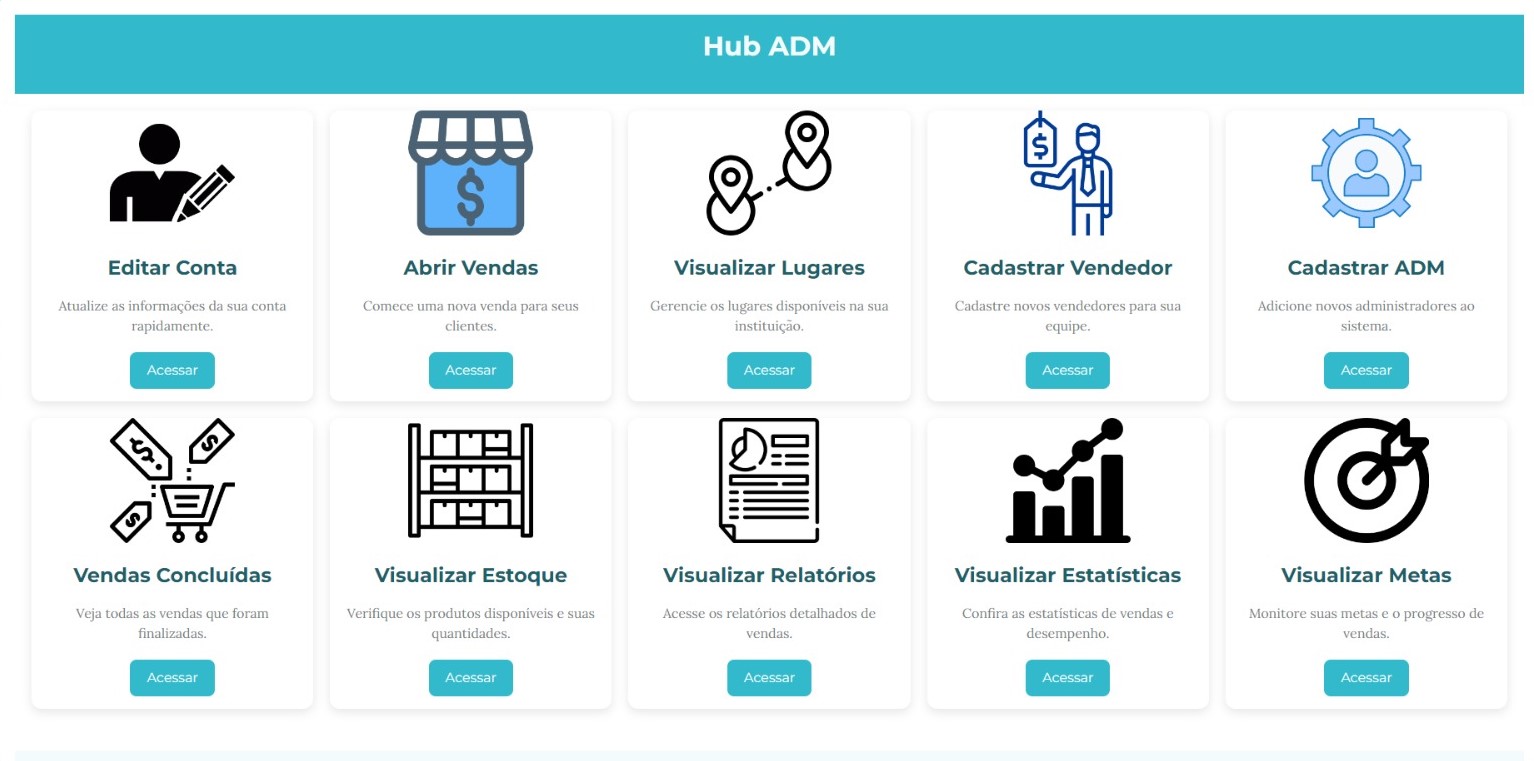 Hub ADM
Editar Conta
Atualize as informações da sua conta
rapidamente.
Acessar
$
Abrir Vendas
Comece uma nova venda para seus
clientes.
Acessar
Visualizar Lugares
Gerencie os lugares disponíveis na sua
instituição.
Acessar
$
Cadastrar Vendedor
Cadastre novos vendedores para sua
equipe.
Acessar
Cadastrar ADM
Adicione novos administradores ao
sistema.
Acessar
$
$
$
Vendas Concluídas
Veja todas as vendas que foram
finalizadas.
Acessar
Visualizar Estoque
Verifique os produtos disponíveis e suas
quantidades.
Acessar
Visualizar Relatórios
Acesse os relatórios detalhados de
vendas.
Acessar
Visualizar Estatísticas
Confira as estatísticas de vendas e
desempenho.
Acessar
Visualizar Metas
Monitore suas metas e o progresso de
vendas.
Acessar